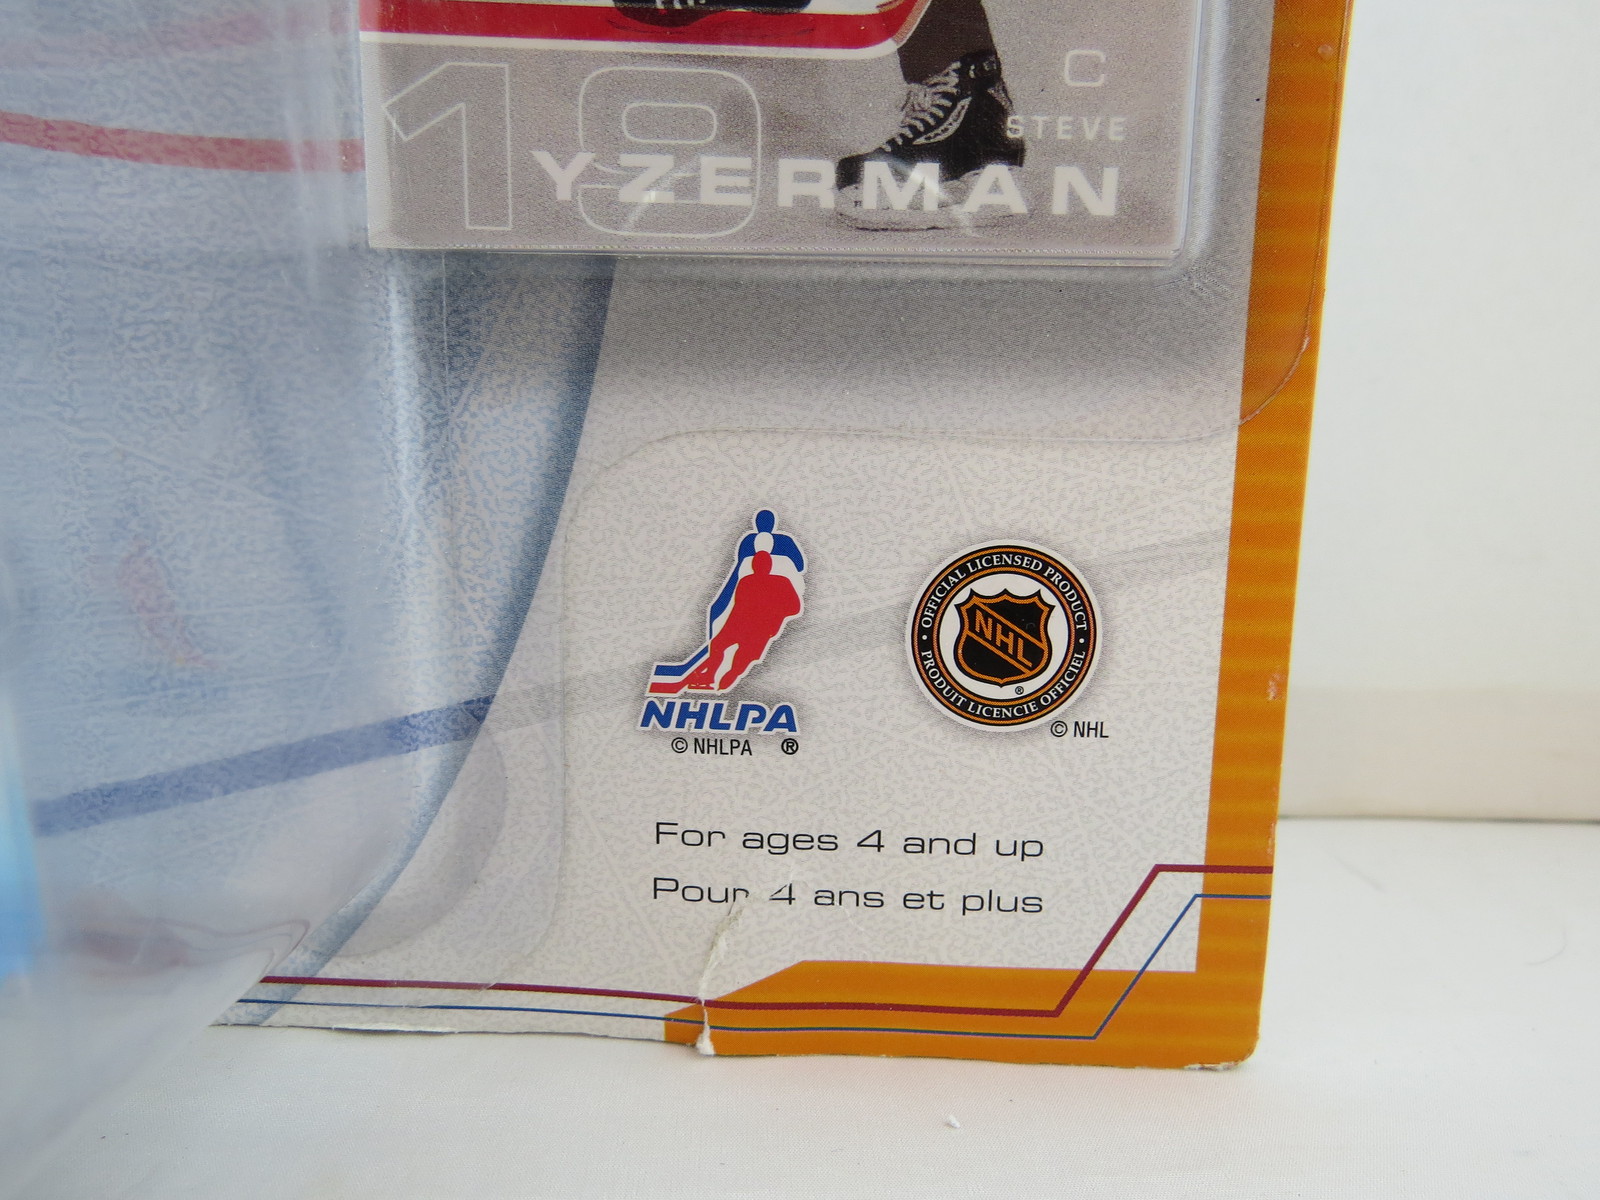 19
C
STEVE
YZERMAN
NHLPA
© NHLPA ®
OFFICIAL LICENSED PRODUCT
NHL
®
PRODUIT LICENCIE OFFICIEL
© NHL
For ages 4 and up
Pour 4 ans et plus